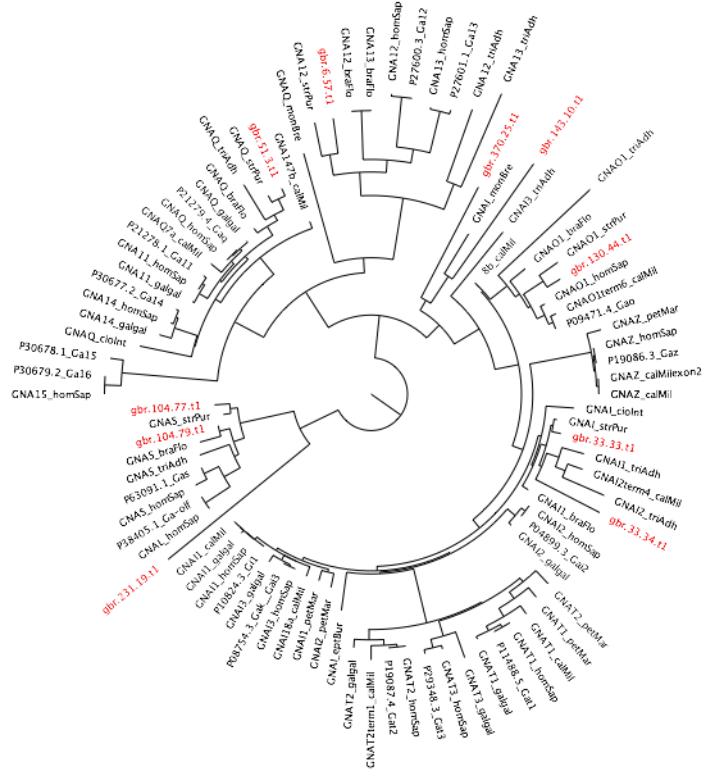 GNA12_strPur
gbr.6.57.t1
GNA12_braFlo
GNA13_braFlo
GNA12_homSap
P27600.3_Ga12
GNA13_homSap
P27601.1_Ga13
GNA12_triAdh
GNA13_triAdh
gbr.370.25.t1
GNAI_monBre
gbr.143.10.t1
GNAI3_triAdh
8b_calMil
GNAO1_triAdh
GNAO1_braFlo
GNAO1_strPur
gbr.130.44.t1
GNAO1_homSap
GNAO1term6_calMil
P09471.4_Gao
GNAZ_petMar
GNAZ_homSap
P19086.3_Gaz
GNAZ_calMilexon2
GNAZ_calMil
GNAI_cioInt
GNAI_strPur
gbr.33.33.t1
GNAI1_triAdh
GNAI2term4_calMil
GNAI2_triAdh
gbr.33.34.t1
GNAI1_braFlo
GNAI2_homSap
P04899.3_Gai2
GNAI2_galgal
GNAT2_petMar
GNAT1_petMar
GNAT1_calMil
GNAT1_homSap
P11488.5_Gat1
GNAT1_galgal
GNAT3_galgal
GNAT3_homSap
P29348.3_Gat3
GNAT2_homSap
P19087.4_Gat2
GNAT2term1_calMil
GNAT2_galgal
GNAI_eptBur
GNAI2_petMar
GNAI1_petMar
GNAI18a_calMil
GNAI3_homSap
P08754.3_Gak__Gai3
GNAI3_galgal
P10824.3_Gri1
GNAI1_homSap
GNAI1_galgal
GNAI1_calMil
gbr.231.19.t1
GNAL_homSap
P38405.1_Ga-olf
GNAS_homSap
P63091.1_Gas
GNAS_triAdh
GNAS_braFlo
gbr.104.79.t1
GNAS_strPur
gbr.104.77.t1
GNA15_homSap
P30679.2_Ga16
P30678.1_Ga15
GNAQ_cioInt
GNA14_galgal
GNA14_homSap
P30677.2_Ga14
GNA11_galgal
GNA11_homSap
P21278.1_Ga11
GNAQ7a_calMil
P21279.4_Gaq
GNAQ_homSap
GNAQ_galgal
GNAQ_braFlo
GNAQ_triAdh
GNAQ_strPur
gbr.51.3.t1
GNA147b_calMil
GNAQ_monBre